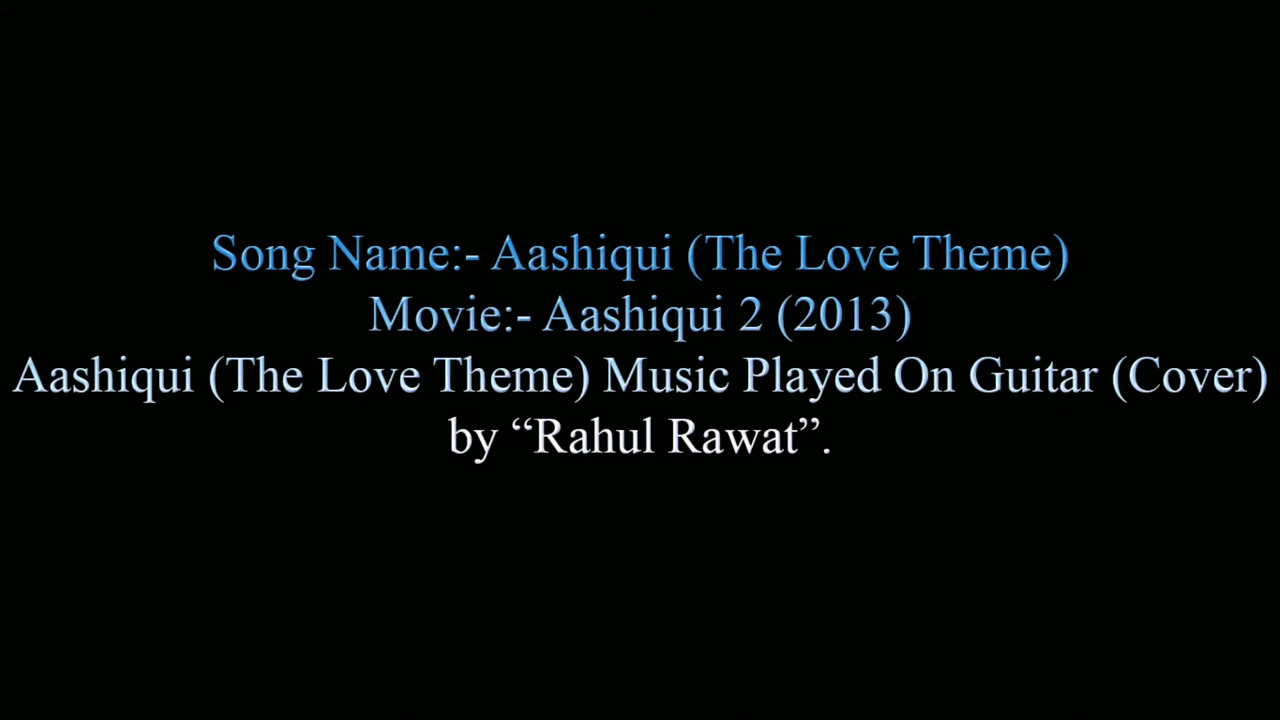 Song Name:- Aashiqui (The Love Theme)
Movie:- Aashiqui 2 (2013)
Aashiqui (The Love Theme) Music Played On Guitar (Cover)
by “Rahul Rawat”.